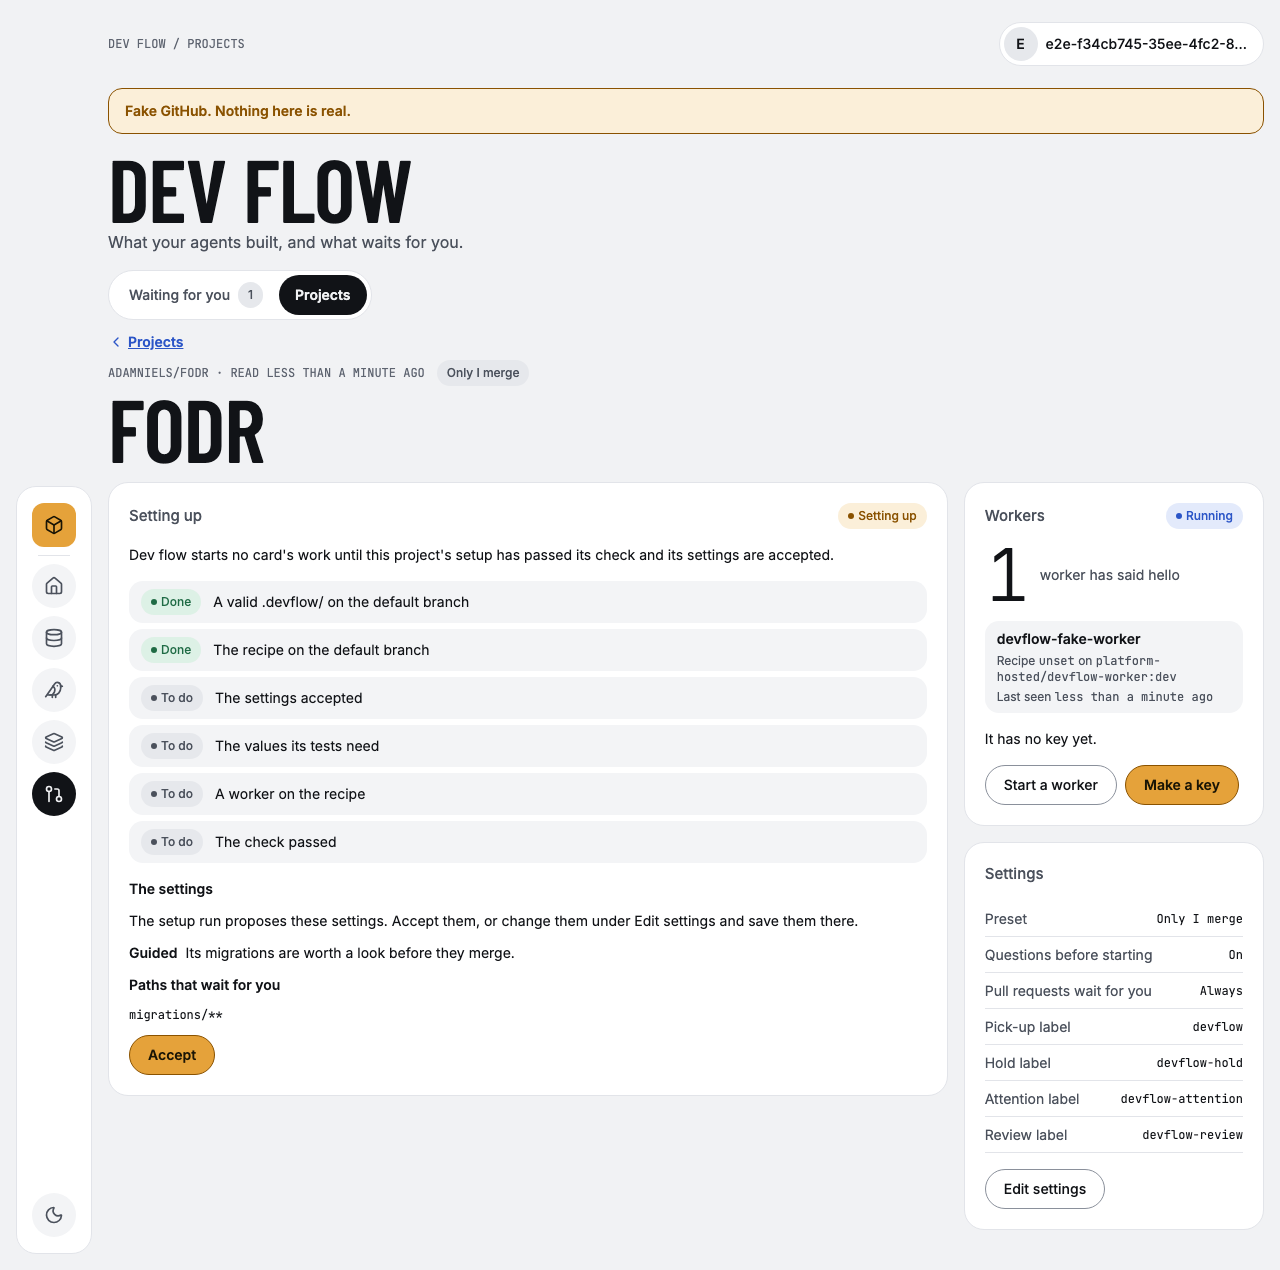 DEV FLOW / PROJECTS
E
e2e-f34cb745-35ee-4fc2-8...
Fake GitHub. Nothing here is real.
DEV FLOW
What your agents built, and what waits for you.
Waiting for you 1
Projects
Projects
ADAMNIELS/FODR · READ LESS THAN A MINUTE AGO
Only I merge
FODR
Setting up
Setting up
Dev flow starts no card's work until this project's setup has passed its check and its settings are accepted.
Done A valid .devflow/ on the default branch
Done The recipe on the default branch
To do The settings accepted
To do The values its tests need
To do A worker on the recipe
To do The check passed
The settings
The setup run proposes these settings. Accept them, or change them under Edit settings and save them there.
Guided Its migrations are worth a look before they merge.
Paths that wait for you
migrations/**
Accept
Workers
Running
1 worker has said hello
devflow-fake-worker
Recipe unset on platform-
hosted/devflow-worker:dev
Last seen less than a minute ago
It has no key yet.
Start a worker
Make a key
Settings
Preset Only I merge
Questions before starting On
Pull requests wait for you Always
Pick-up label devflow
Hold label devflow-hold
Attention label devflow-attention
Review label devflow-review
Edit settings